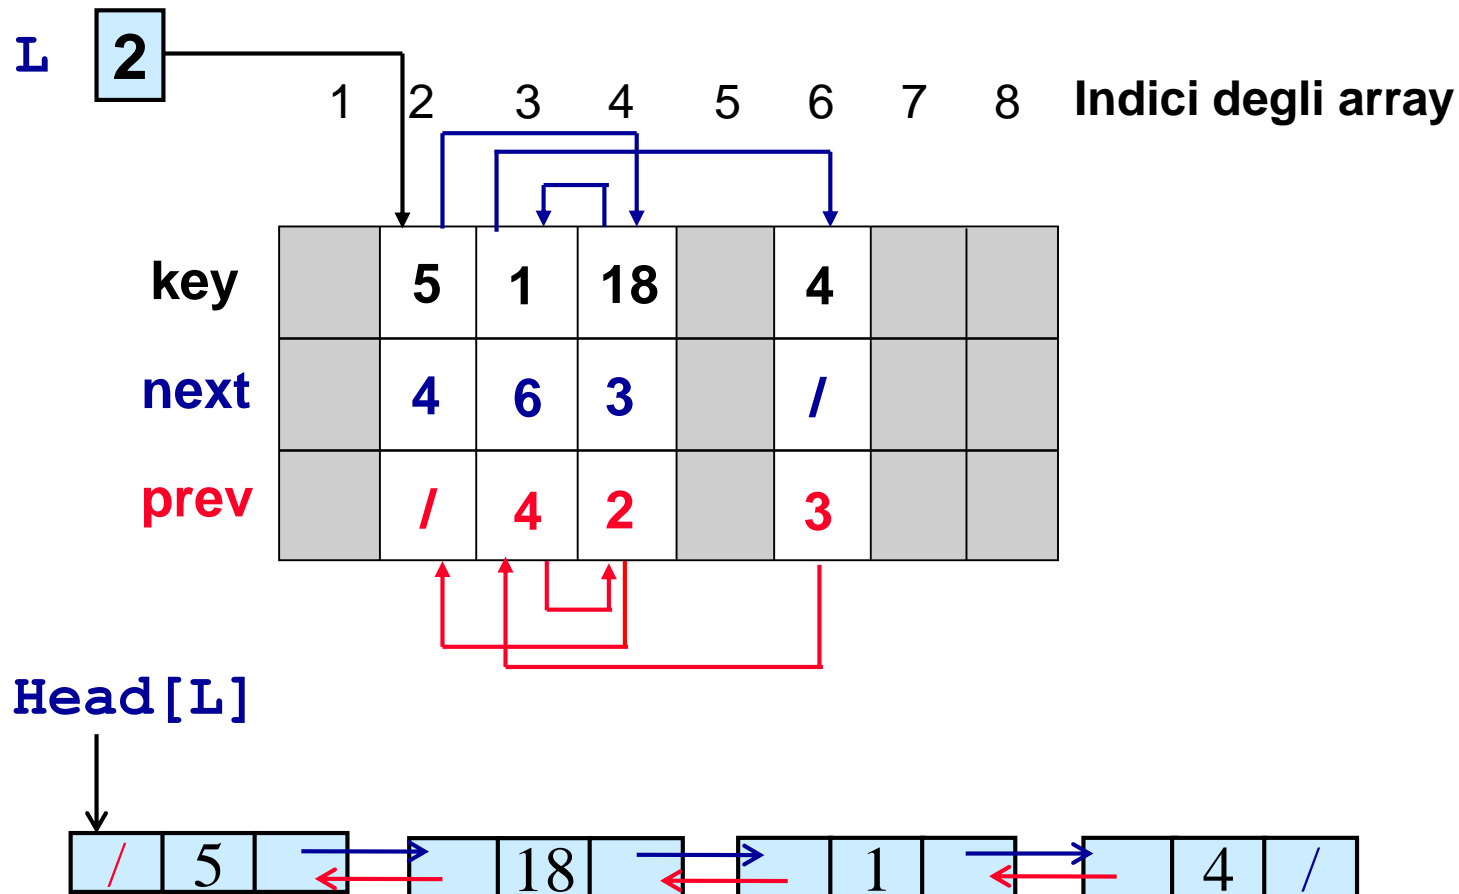 L 2
1 2 3 4 5 6 7 8 Indici degli array
key 5 1 18 4
next 4 6 3 /
prev / 4 2 3
Head[L]
/ 5 18 1 4 /